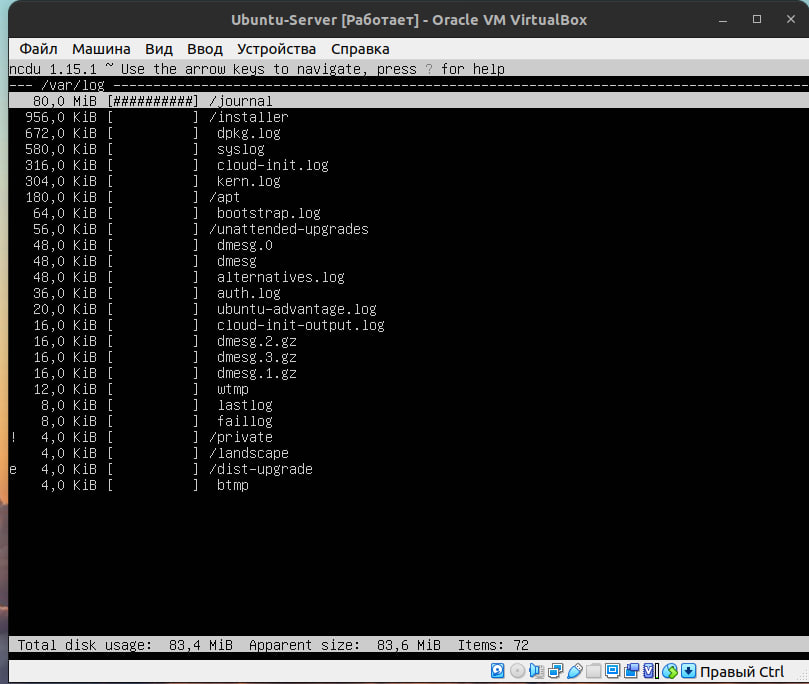 Ubuntu-Server [Работает] - Oracle VM VirtualBox
Файл Машина Вид Ввод Устройства Справка
ncdu 1.15.1 ~ Use the arrow keys to navigate, press ? for help
--- /var/log ----------------------------------------------------------------------------------------
80,0 MiB [##########] /journal
956,0 KiB [          ] /installer
672,0 KiB [          ]  dpkg.log
580,0 KiB [          ]  syslog
316,0 KiB [          ]  cloud-init.log
304,0 KiB [          ]  kern.log
180,0 KiB [          ] /apt
64,0 KiB [          ]  bootstrap.log
56,0 KiB [          ] /unattended-upgrades
48,0 KiB [          ]  dmesg.0
48,0 KiB [          ]  dmesg
48,0 KiB [          ]  alternatives.log
36,0 KiB [          ]  auth.log
20,0 KiB [          ]  ubuntu-advantage.log
16,0 KiB [          ]  cloud-init-output.log
16,0 KiB [          ]  dmesg.2.gz
16,0 KiB [          ]  dmesg.3.gz
16,0 KiB [          ]  dmesg.1.gz
12,0 KiB [          ]  wtmp
8,0 KiB [          ]  lastlog
8,0 KiB [          ]  faillog
! 4,0 KiB [          ] /private
4,0 KiB [          ] /landscape
e 4,0 KiB [          ] /dist-upgrade
4,0 KiB [          ]  btmp
Total disk usage: 83,4 MiB Apparent size: 83,6 MiB Items: 72
Правый Ctrl